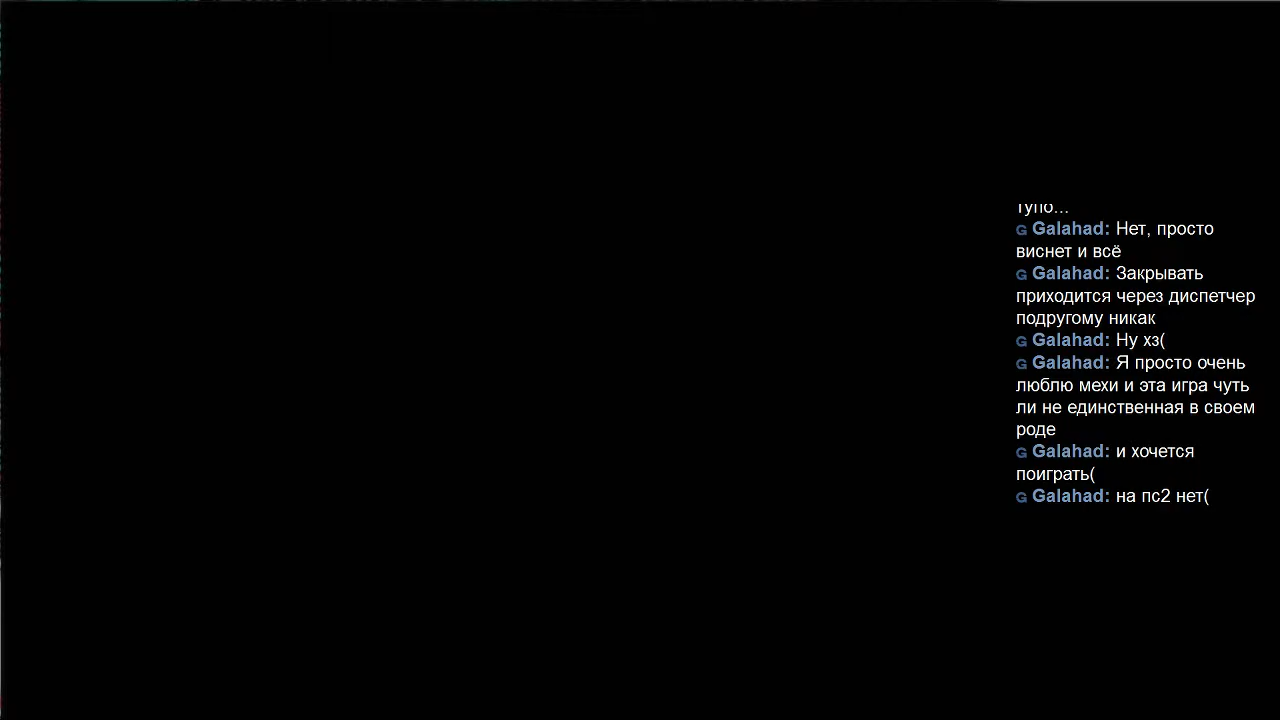 тупо...
G Galahad: Нет, просто
виснет и всё
G Galahad: Закрывать
приходится через диспетчер
подругому никак
G Galahad: Ну хз(
G Galahad: Я просто очень
люблю мехи и эта игра чуть
ли не единственная в своем
роде
G Galahad: и хочется
поиграть(
G Galahad: на пс2 нет(